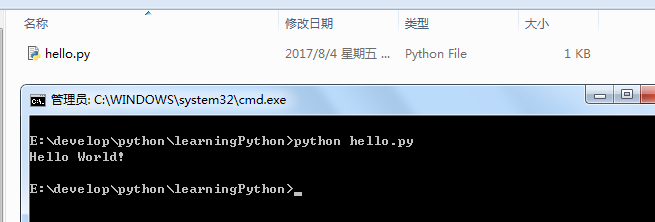 名称 修改日期 类型 大小
hello.py 2017/8/4 星期五 ... Python File 1 KB
管理员: C:\WINDOWS\system32\cmd.exe
E:\develop\python\learningPython>python hello.py
Hello World!
E:\develop\python\learningPython>_